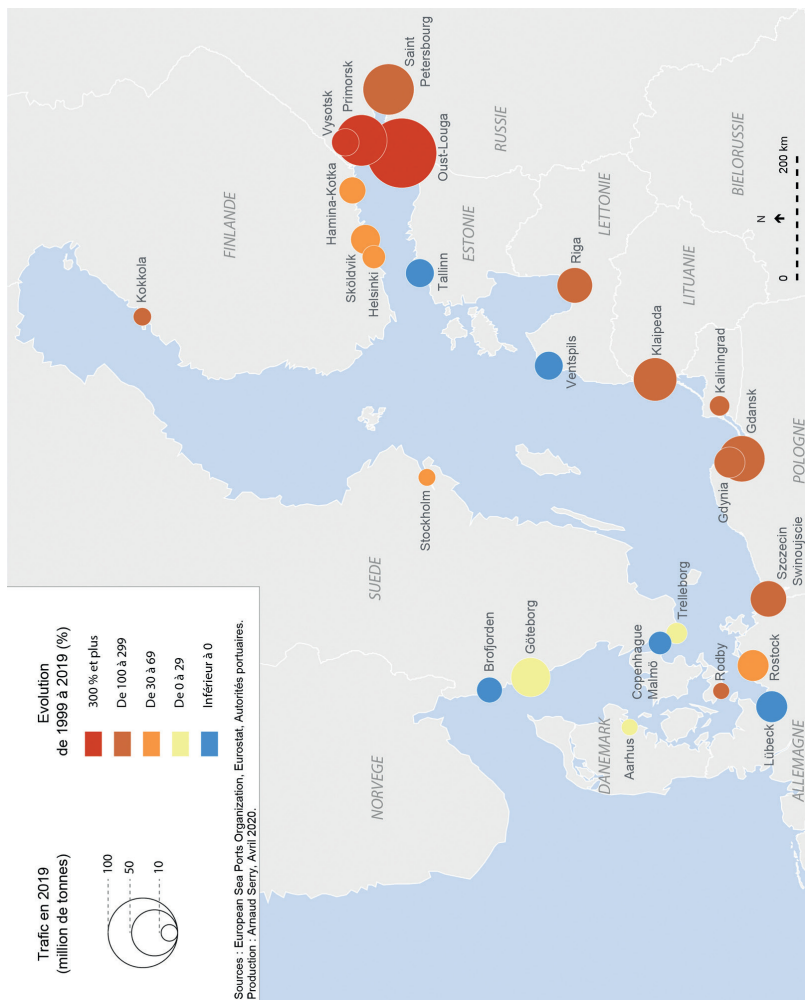 Trafic en 2019
(million de tonnes)
100
50
10
Evolution
de 1999 à 2019 (%)
300 % et plus
De 100 à 299
De 30 à 69
De 0 à 29
Inférieur à 0
Sources : European Sea Ports Organization, Eurostat, Autorités portuaires.
Production : Arnaud Serry, Avril 2020.
NORVEGE
SUEDE
FINLANDE
RUSSIE
ESTONIE
LETTONIE
LITUANIE
BIELORUSSIE
POLOGNE
ALLEMAGNE
DANEMARK
Kokkola
Vysotsk
Primorsk
Saint
Petersbourg
Oust-Louga
Hamina-Kotka
Sköldvik
Helsinki
Tallinn
Stockholm
Riga
Ventspils
Klaipeda
Kaliningrad
Gdansk
Gdynia
Szczecin
Swinoujscie
Brofjorden
Göteborg
Copenhague
Malmö
Trelleborg
Aarhus
Rodby
Rostock
Lübeck
N
0
200 km